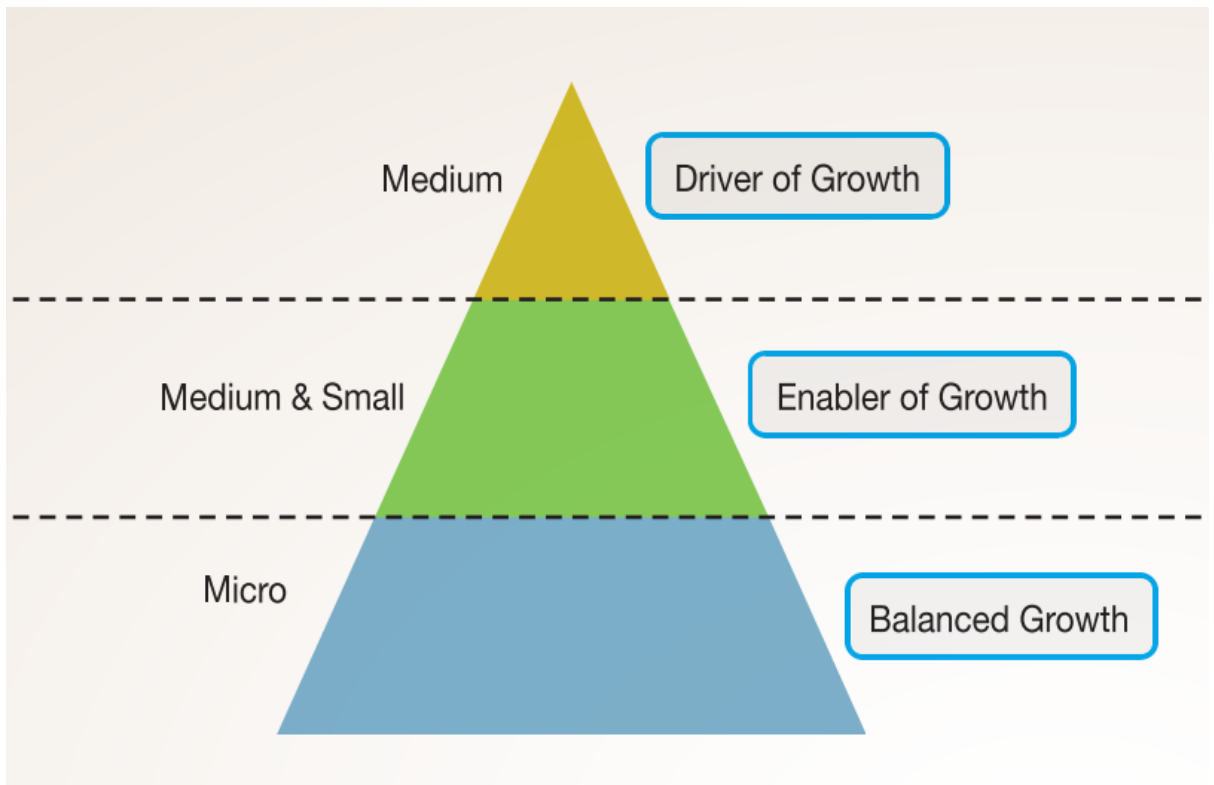 Medium
Driver of Growth
Medium & Small
Enabler of Growth
Micro
Balanced Growth